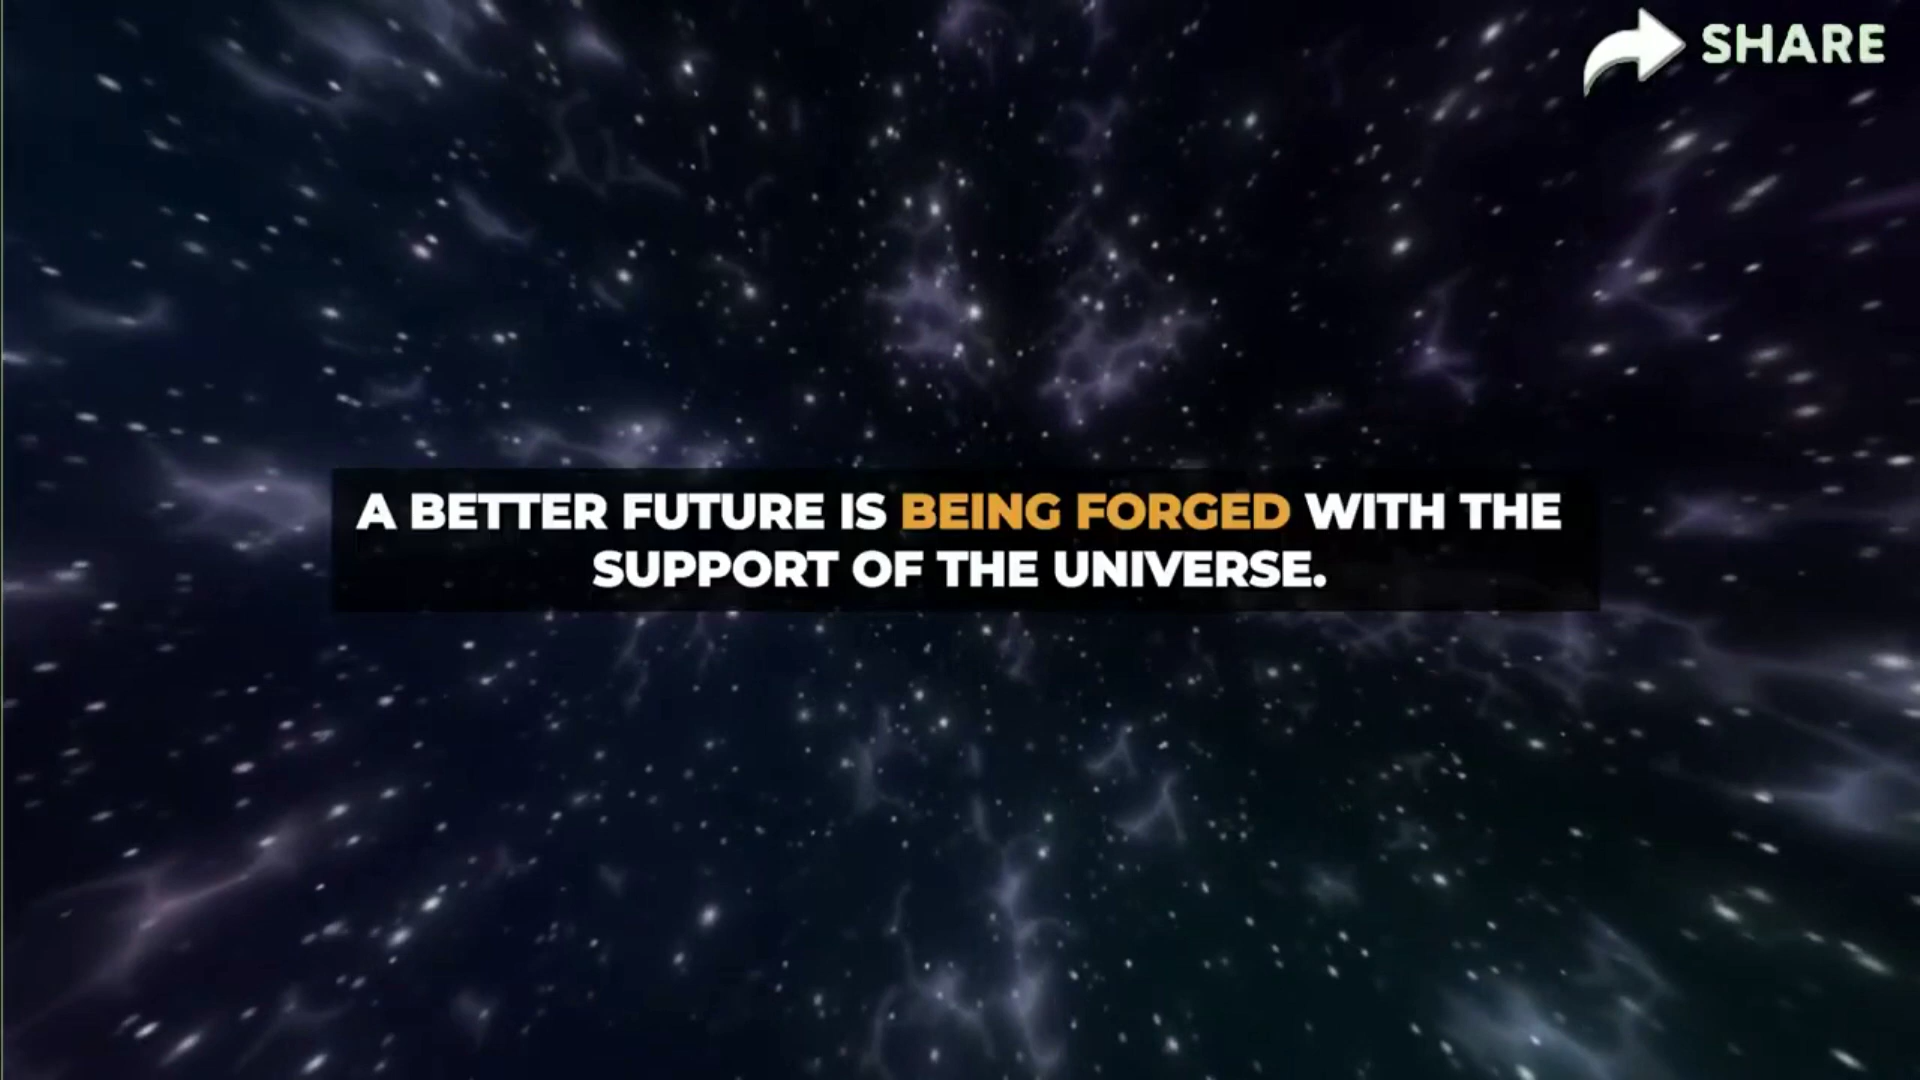 SHARE
A BETTER FUTURE IS BEING FORGED WITH THE
SUPPORT OF THE UNIVERSE.